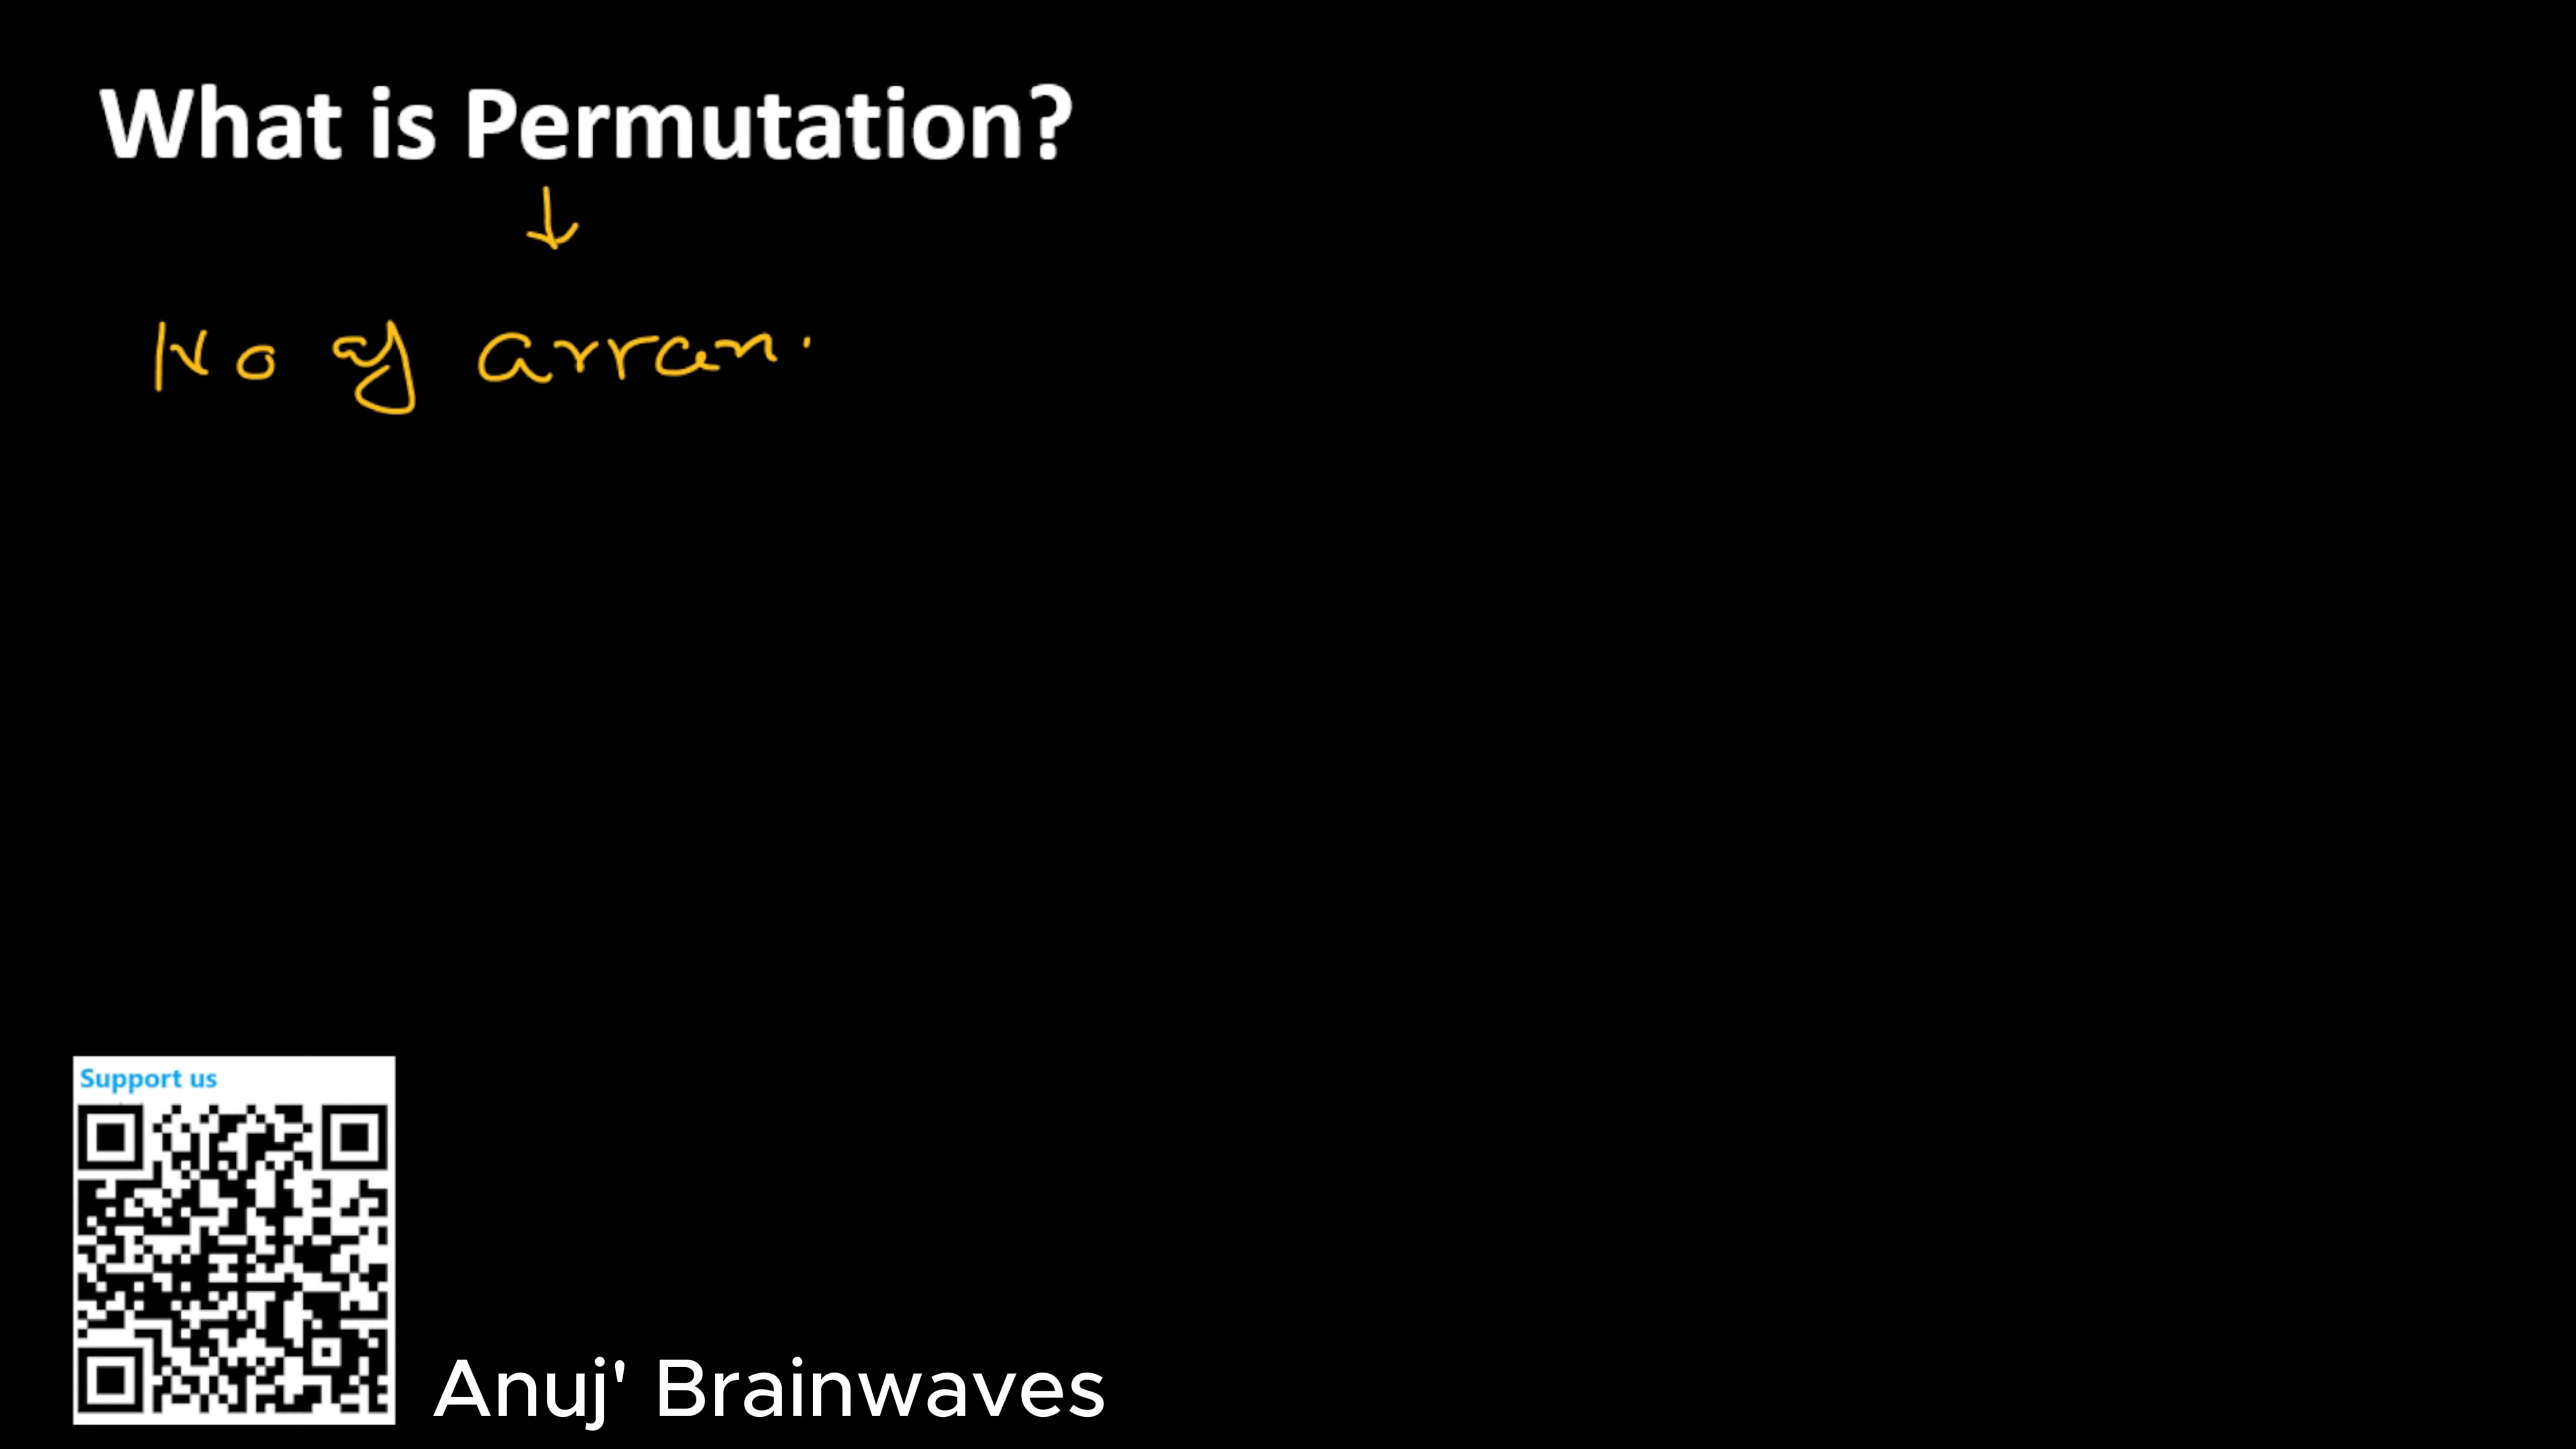 What is Permutation?
No of arran
Support us
Anuj' Brainwaves